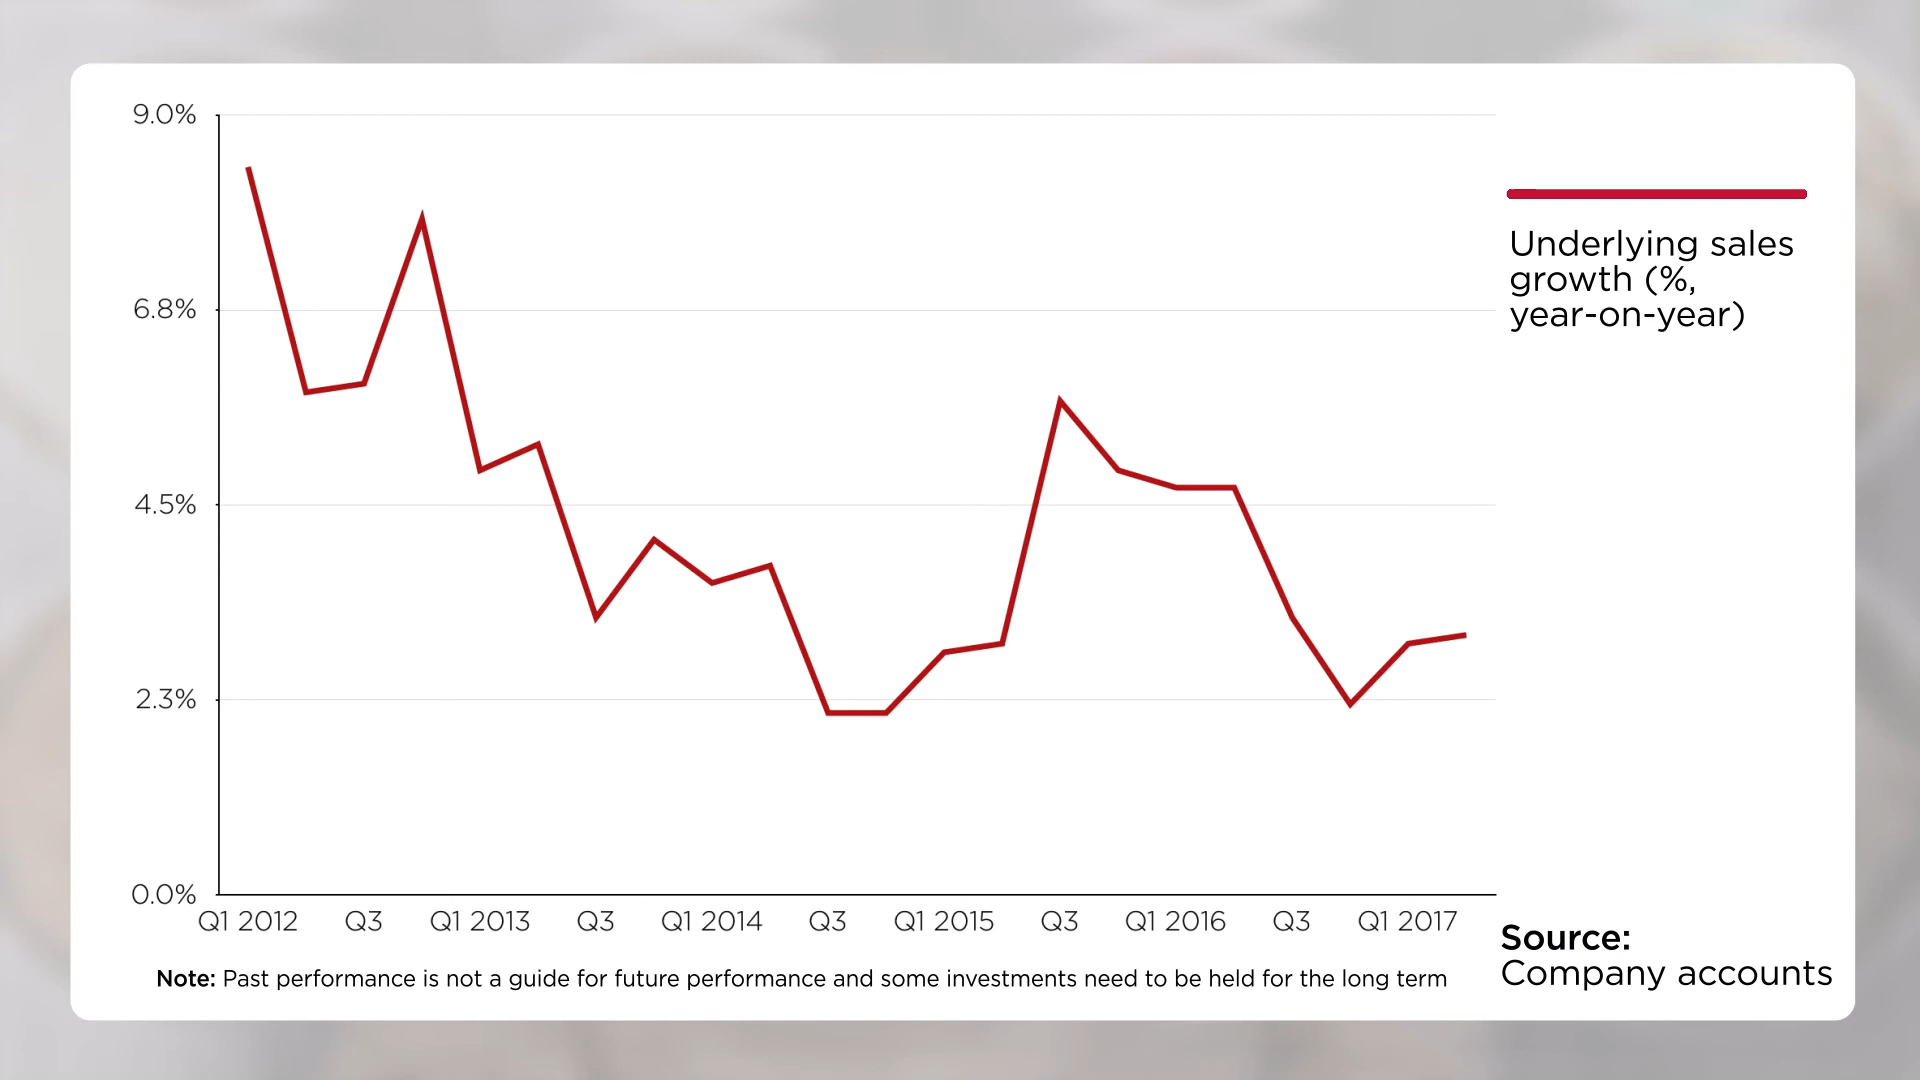 9.0%
6.8%
4.5%
2.3%
0.0%
Q1 2012 Q3 Q1 2013 Q3 Q1 2014 Q3 Q1 2015 Q3 Q1 2016 Q3 Q1 2017
Underlying sales
growth (%,
year-on-year)
Note: Past performance is not a guide for future performance and some investments need to be held for the long term
Source:
Company accounts